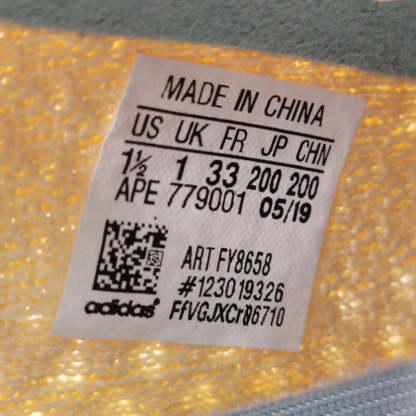 MADE IN CHINA
US UK FR JP CHN
1½ 1 33 200 200
APE 779001 05/19
ART FY8658
#123019326
adidas FfVGJXCrQ6710